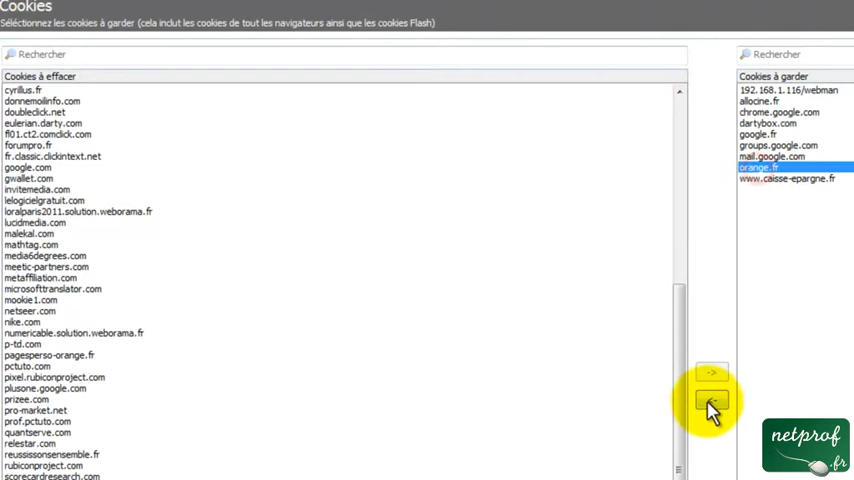 Cookies
Séléctionnez les cookies à garder (cela inclut les cookies de tout les navigateurs ainsi que les cookies Flash)
Rechercher
Cookies à effacer
cyrillus.fr
donnemoilinfo.com
doubleclick.net
eulerian.darty.com
fl01.ct2.comclick.com
forumpro.fr
fr.classic.clickintext.net
google.com
gwallet.com
invitemedia.com
lelogicielgratuit.com
loralparis2011.solution.weborama.fr
lucidmedia.com
malekal.com
mathtag.com
media6degrees.com
meetic-partners.com
metaffiliation.com
microsofttranslator.com
mookie1.com
netseer.com
nike.com
numericable.solution.weborama.fr
p-td.com
pagesperso-orange.fr
pctuto.com
pixel.rubiconproject.com
plusone.google.com
prizee.com
pro-market.net
prof.pctuto.com
quantserve.com
relestar.com
reussissonsensemble.fr
rubiconproject.com
scorecardresearch.com
->
<-
Rechercher
Cookies à garder
192.168.1.116/webman
allocine.fr
chrome.google.com
dartybox.com
google.fr
groups.google.com
mail.google.com
orange.fr
www.caisse-epargne.fr
netprof
.fr